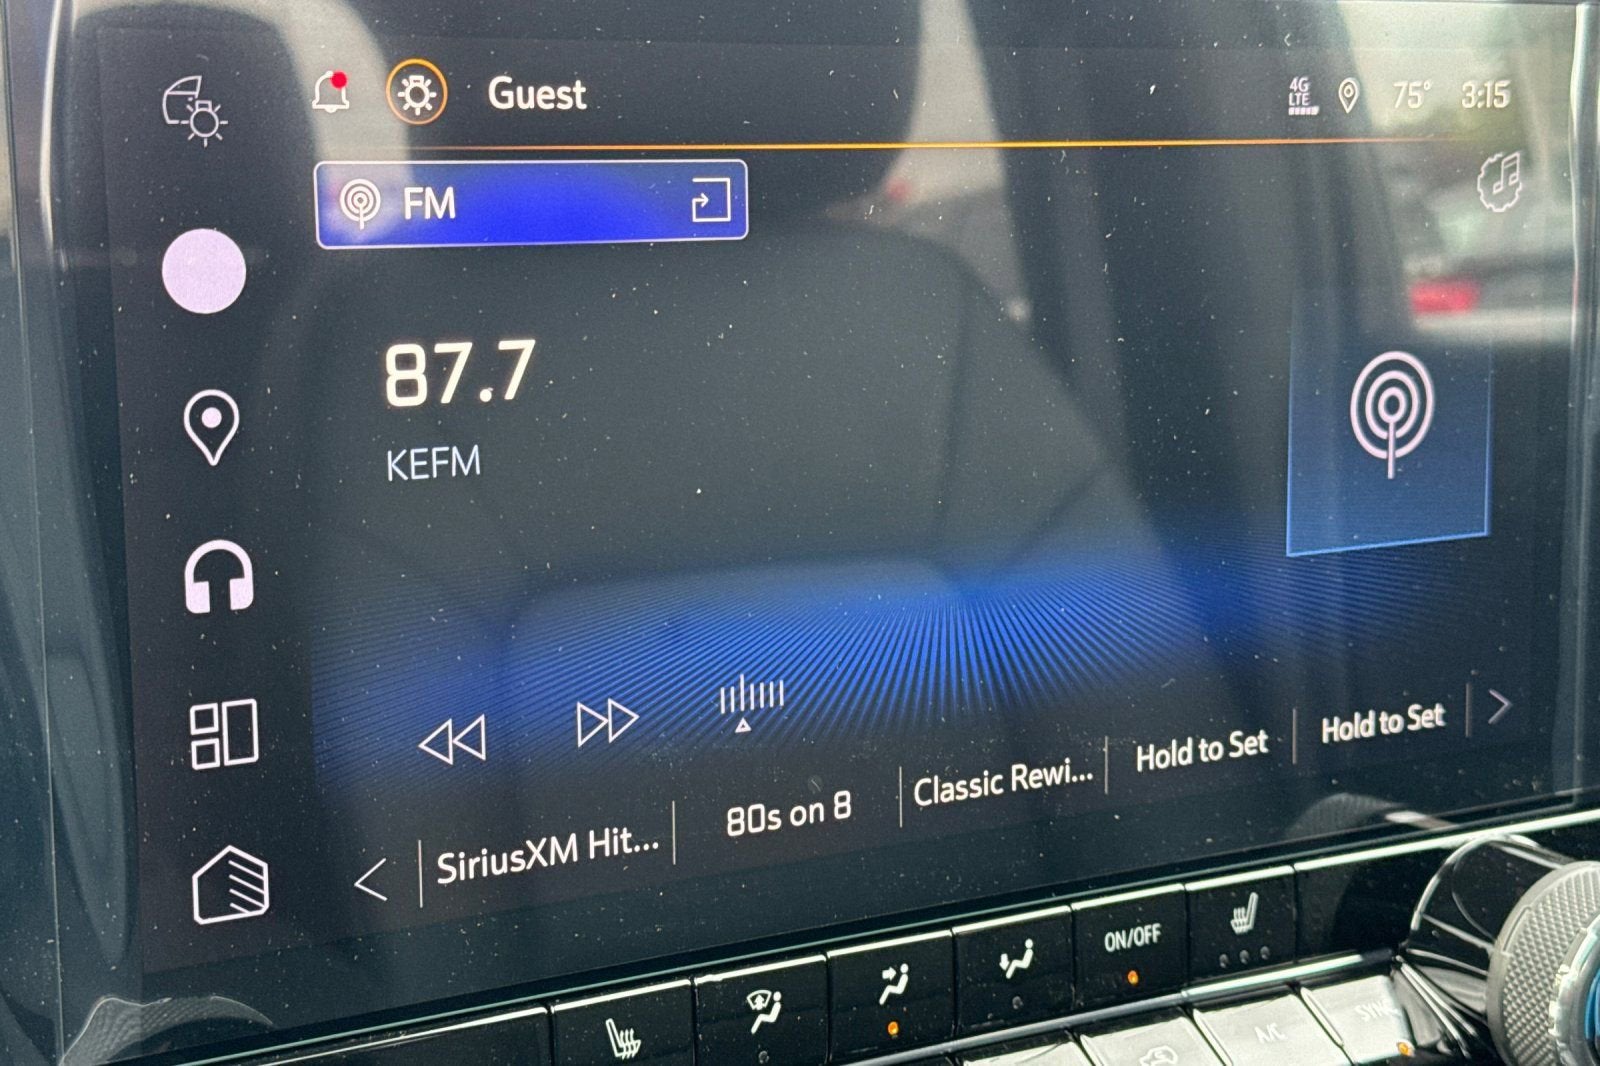 Guest
4G
LTE
75°
3:15
FM
87.7
KEFM
SiriusXM Hit...
80s on 8
Classic Rewi...
Hold to Set
Hold to Set
ON/OFF
A/C
SYNC